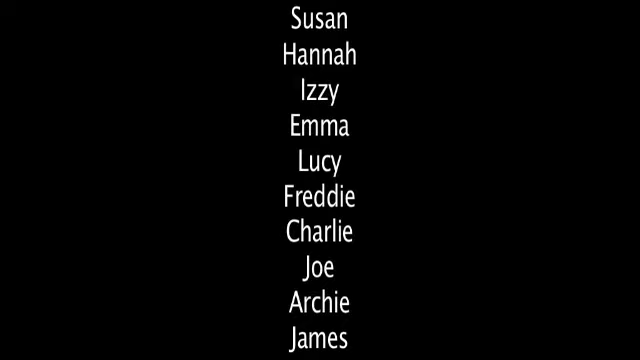 Susan
Hannah
Izzy
Emma
Lucy
Freddie
Charlie
Joe
Archie
James